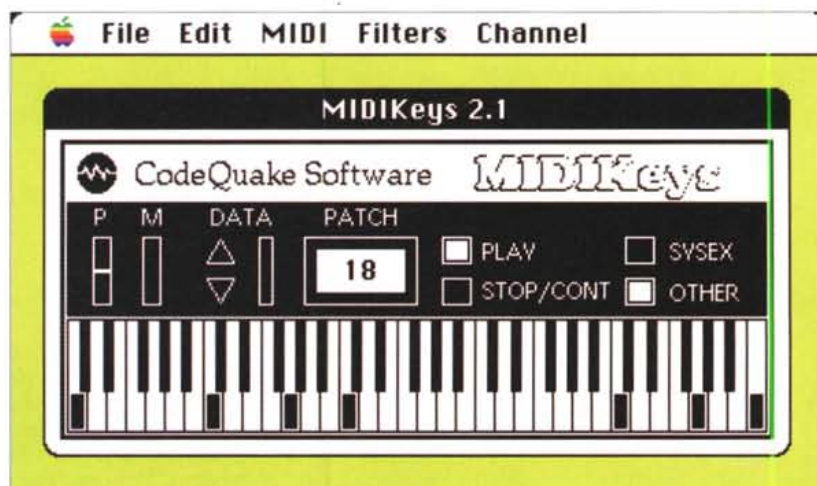 File Edit MIDI Filters Channel
MIDIKeys 2.1
CodeQuake Software MIDIKeys
P M DATA PATCH
18
PLAY SYSEX
STOP/CONT OTHER